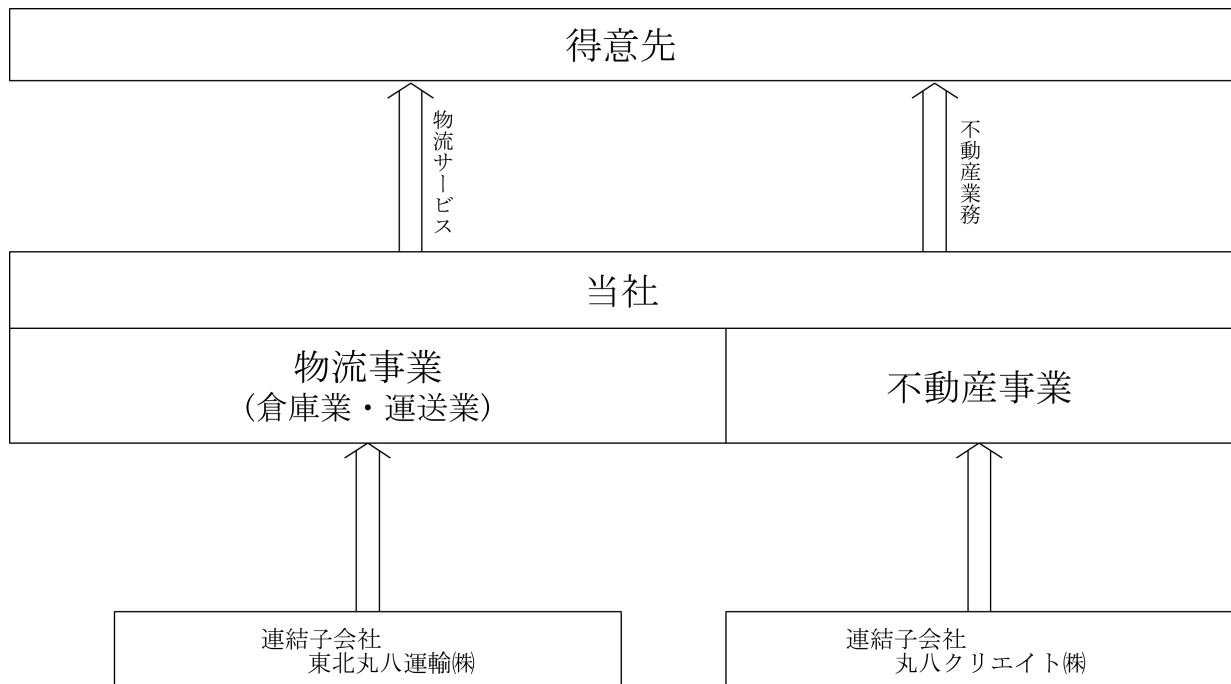 得意先
物流サービス
不動産業務
当社
物流事業
（倉庫業・運送業）
不動産事業
連結子会社
東北丸八運輸㈱
連結子会社
丸八クリエイト㈱